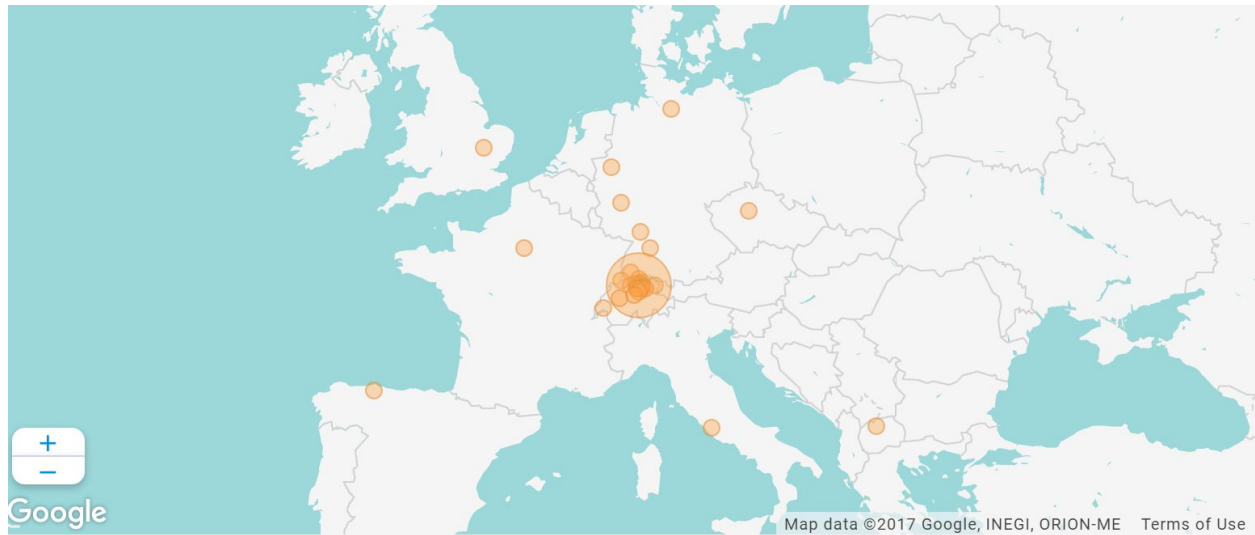 +
−
Google
Map data ©2017 Google, INEGI, ORION-ME Terms of Use